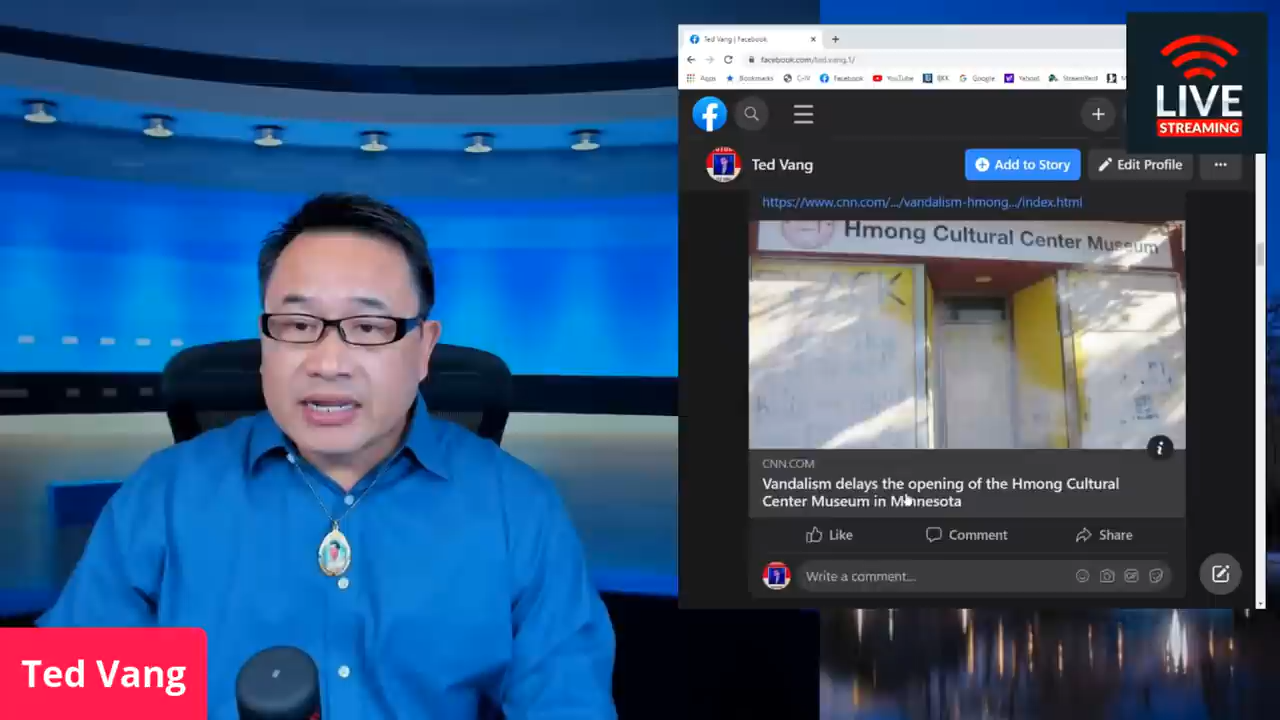 Ted Vang | Facebook
facebook.com/ted.vang.1/
Apps Bookmarks Facebook YouTube Google Yahoo! StreamYard
LIVE
STREAMING
Ted Vang
Add to Story
Edit Profile
https://www.cnn.com/.../vandalism-hmong.../index.html
Hmong Cultural Center Museum
CNN.COM
Vandalism delays the opening of the Hmong Cultural
Center Museum in Minnesota
Like Comment Share
Write a comment...
Ted Vang